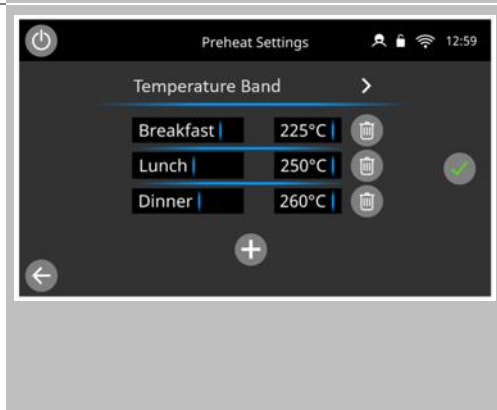 Preheat Settings 12:59
Temperature Band
Breakfast 225°C
Lunch 250°C
Dinner 260°C